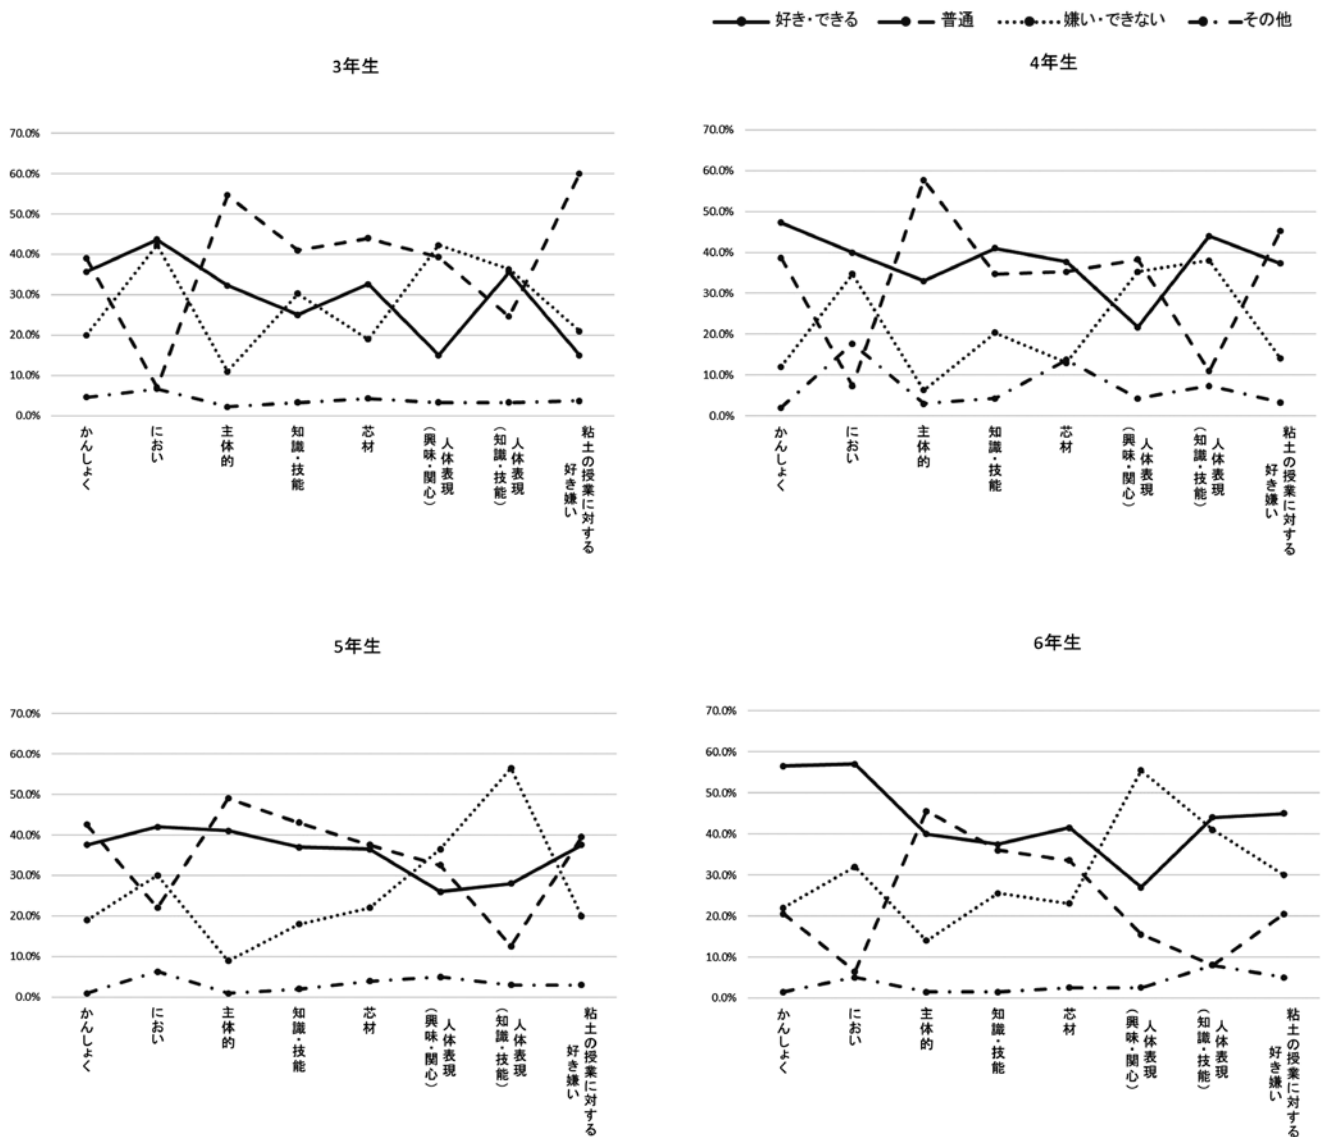 好き・できる 普通 嫌い・できない その他
3年生
70.0%
60.0%
50.0%
40.0%
30.0%
20.0%
10.0%
0.0%
かんしょく
におい
主体的
知識・技能
芯材
人体表現
(興味・関心)
人体表現
(知識・技能)
粘土の授業に対する
好き嫌い
4年生
70.0%
60.0%
50.0%
40.0%
30.0%
20.0%
10.0%
0.0%
かんしょく
におい
主体的
知識・技能
芯材
人体表現
(興味・関心)
人体表現
(知識・技能)
粘土の授業に対する
好き嫌い
5年生
70.0%
60.0%
50.0%
40.0%
30.0%
20.0%
10.0%
0.0%
かんしょく
におい
主体的
知識・技能
芯材
人体表現
(興味・関心)
人体表現
(知識・技能)
粘土の授業に対する
好き嫌い
6年生
70.0%
60.0%
50.0%
40.0%
30.0%
20.0%
10.0%
0.0%
かんしょく
におい
主体的
知識・技能
芯材
人体表現
(興味・関心)
人体表現
(知識・技能)
粘土の授業に対する
好き嫌い